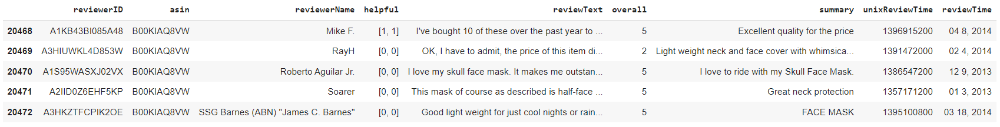 reviewerID asin reviewerName helpful reviewText overall summary unixReviewTime reviewTime
20468 A1KB43BI085A48 B00KIAQ8VW Mike F. [1, 1] I've bought 10 of these over the past year to ... 5 Excellent quality for the price 1396915200 04 8, 2014
20469 A3HIUWKL4D853W B00KIAQ8VW RayH [0, 0] OK, I have to admit, the price of this item di... 2 Light weight neck and face cover with whimsica... 1391472000 02 4, 2014
20470 A1S95WASXJ02VX B00KIAQ8VW Roberto Aguilar Jr. [0, 0] I love my skull face mask. It makes me outstan... 5 I love to ride with my Skull Face Mask. 1386547200 12 9, 2013
20471 A2IID0Z6EHF5KP B00KIAQ8VW Soarer [0, 0] This mask of course as described is half-face ... 5 Great neck protection 1357171200 01 3, 2013
20472 A3HKZTFCPIK2OE B00KIAQ8VW SSG Barnes (ABN) "James C. Barnes" [0, 0] Good light weight for just cool nights or rain... 5 FACE MASK 1395100800 03 18, 2014